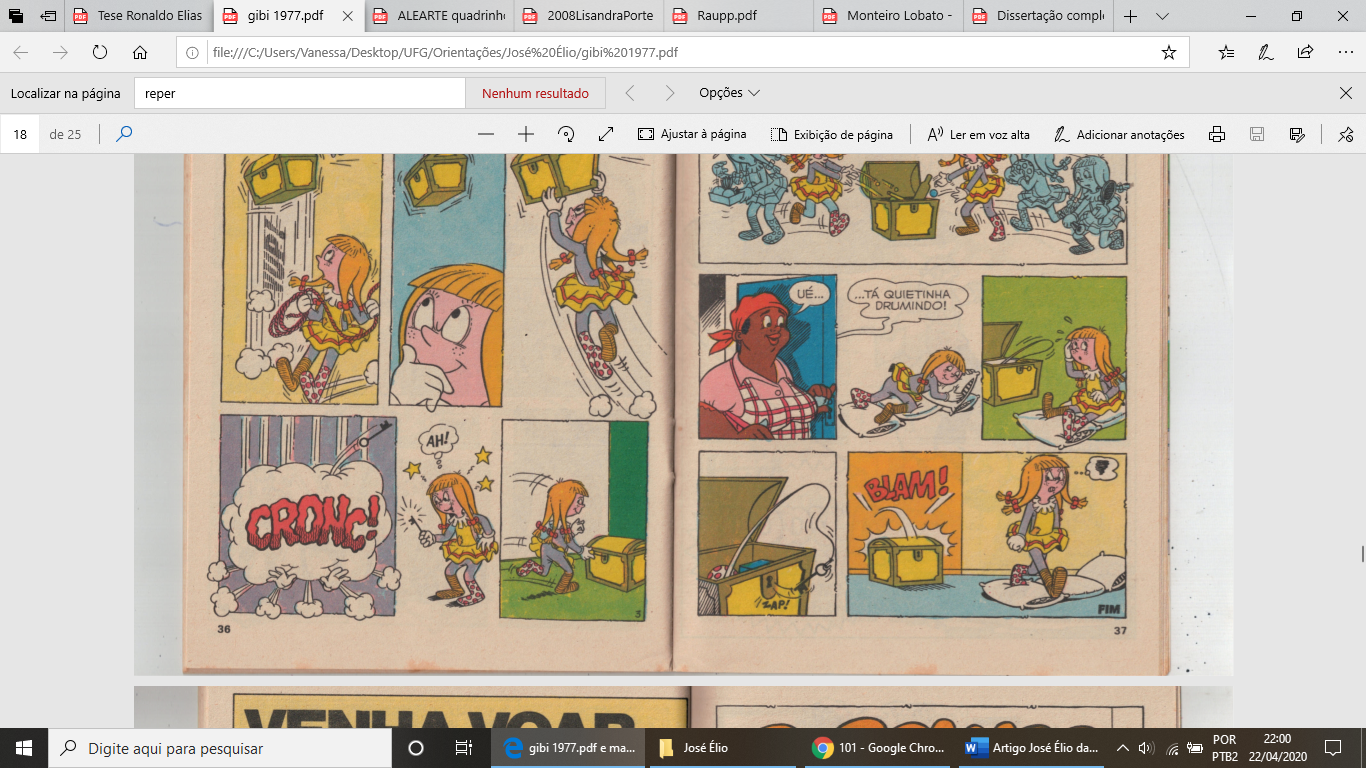 Tese Ronaldo Elias
gibi 1977.pdf
ALEARTE quadrinho
2008LisandraPorte
Raupp.pdf
Monteiro Lobato -
Dissertação comple
file:///C:/Users/Vanessa/Desktop/UFG/Orientações/José%20Élio/gibi%201977.pdf
Localizar na página
reper
Nenhum resultado
Opções
18
de 25
Ajustar à página
Exibição de página
Ler em voz alta
Adicionar anotações
CRONC!
AH!
3
36
UÉ...
...TÁ QUIETINHA
DRUMINDO!
ZAP!
BLAM!
...?
FIM
37
VENHA VOAR
Digite aqui para pesquisar
gibi 1977.pdf e ma...
José Élio
101 - Google Chro...
Artigo José Élio da...
POR
PTB2
22:00
22/04/2020